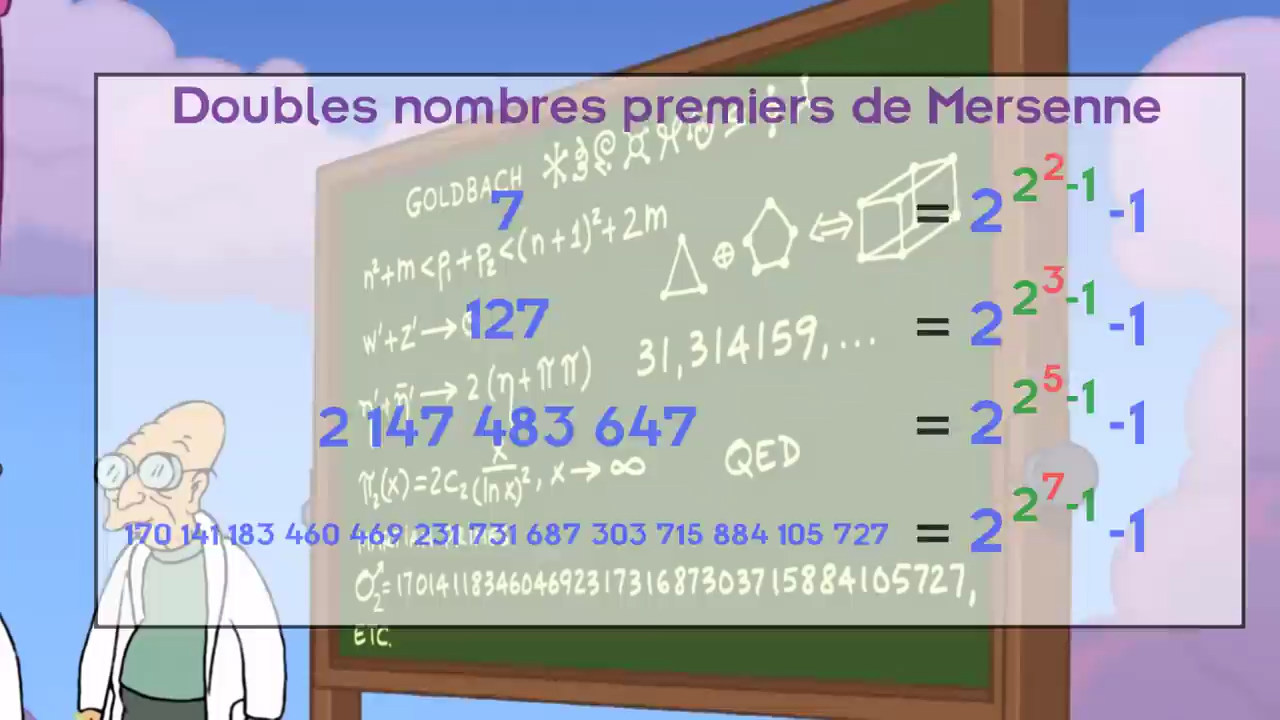 Doubles nombres premiers de Mersenne
7 = 2^2^2-1 -1
127 = 2^2^3-1 -1
2 147 483 647 = 2^2^5-1 -1
170 141 183 460 469 231 731 687 303 715 884 105 727 = 2^2^7-1 -1
GOLDBACH
n²+m<p₁+p₂<(n+1)²+2m
w'+z'→
→2(η+ππ)
31,314159,...
QED
π₂(x)=2C₂ x/(ln x)², x→∞
♂₂=170141183460469231731687303715884105727,
ETC.